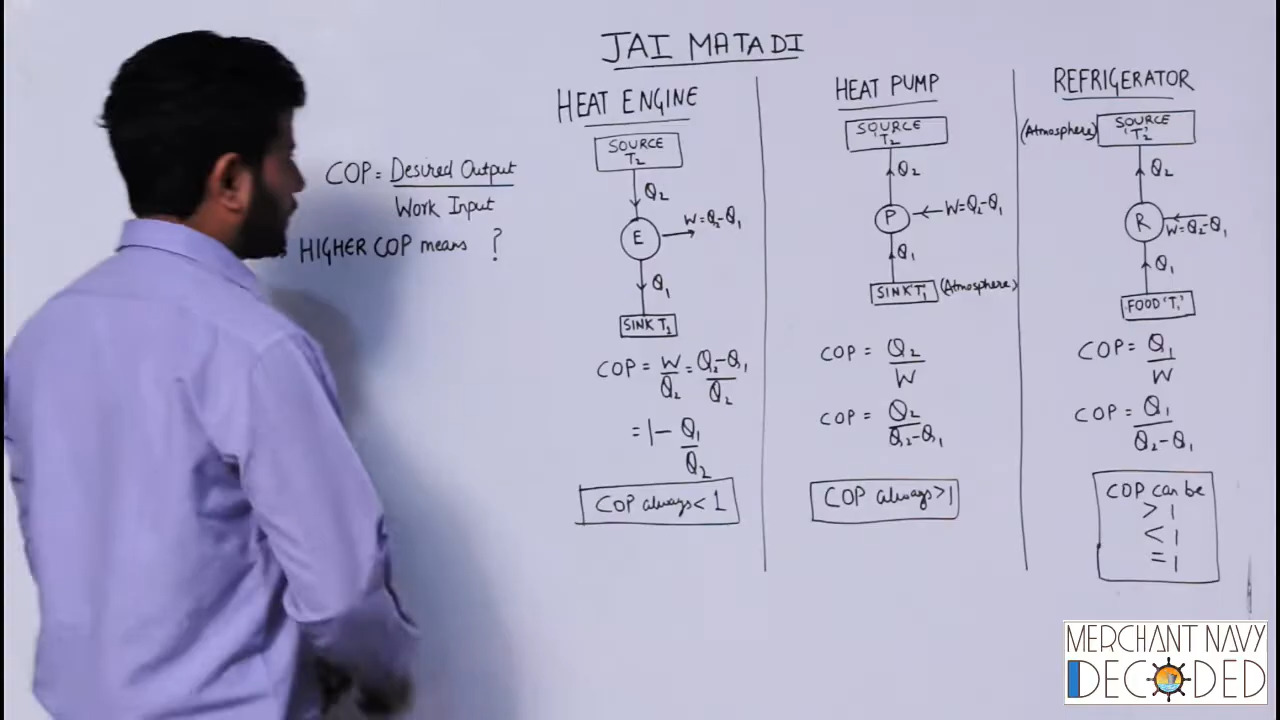 JAI MATADI
COP = Desired Output
Work Input
HIGHER COP means ?
HEAT ENGINE
SOURCE
T₂
Q₂
E
W=Q₂-Q₁
Q₁
SINK T₁
COP = W/Q₂ = Q₂-Q₁/Q₂
= 1 - Q₁/Q₂
COP always < 1
HEAT PUMP
SOURCE
T₂
Q₂
P
W=Q₂-Q₁
Q₁
SINK T₁ (Atmosphere)
COP = Q₂/W
COP = Q₂/Q₂-Q₁
COP always > 1
REFRIGERATOR
(Atmosphere) SOURCE
'T₂'
Q₂
R
W=Q₂-Q₁
Q₁
FOOD 'T₁'
COP = Q₁/W
COP = Q₁/Q₂-Q₁
COP can be
> 1
< 1
= 1
MERCHANT NAVY
DECODED